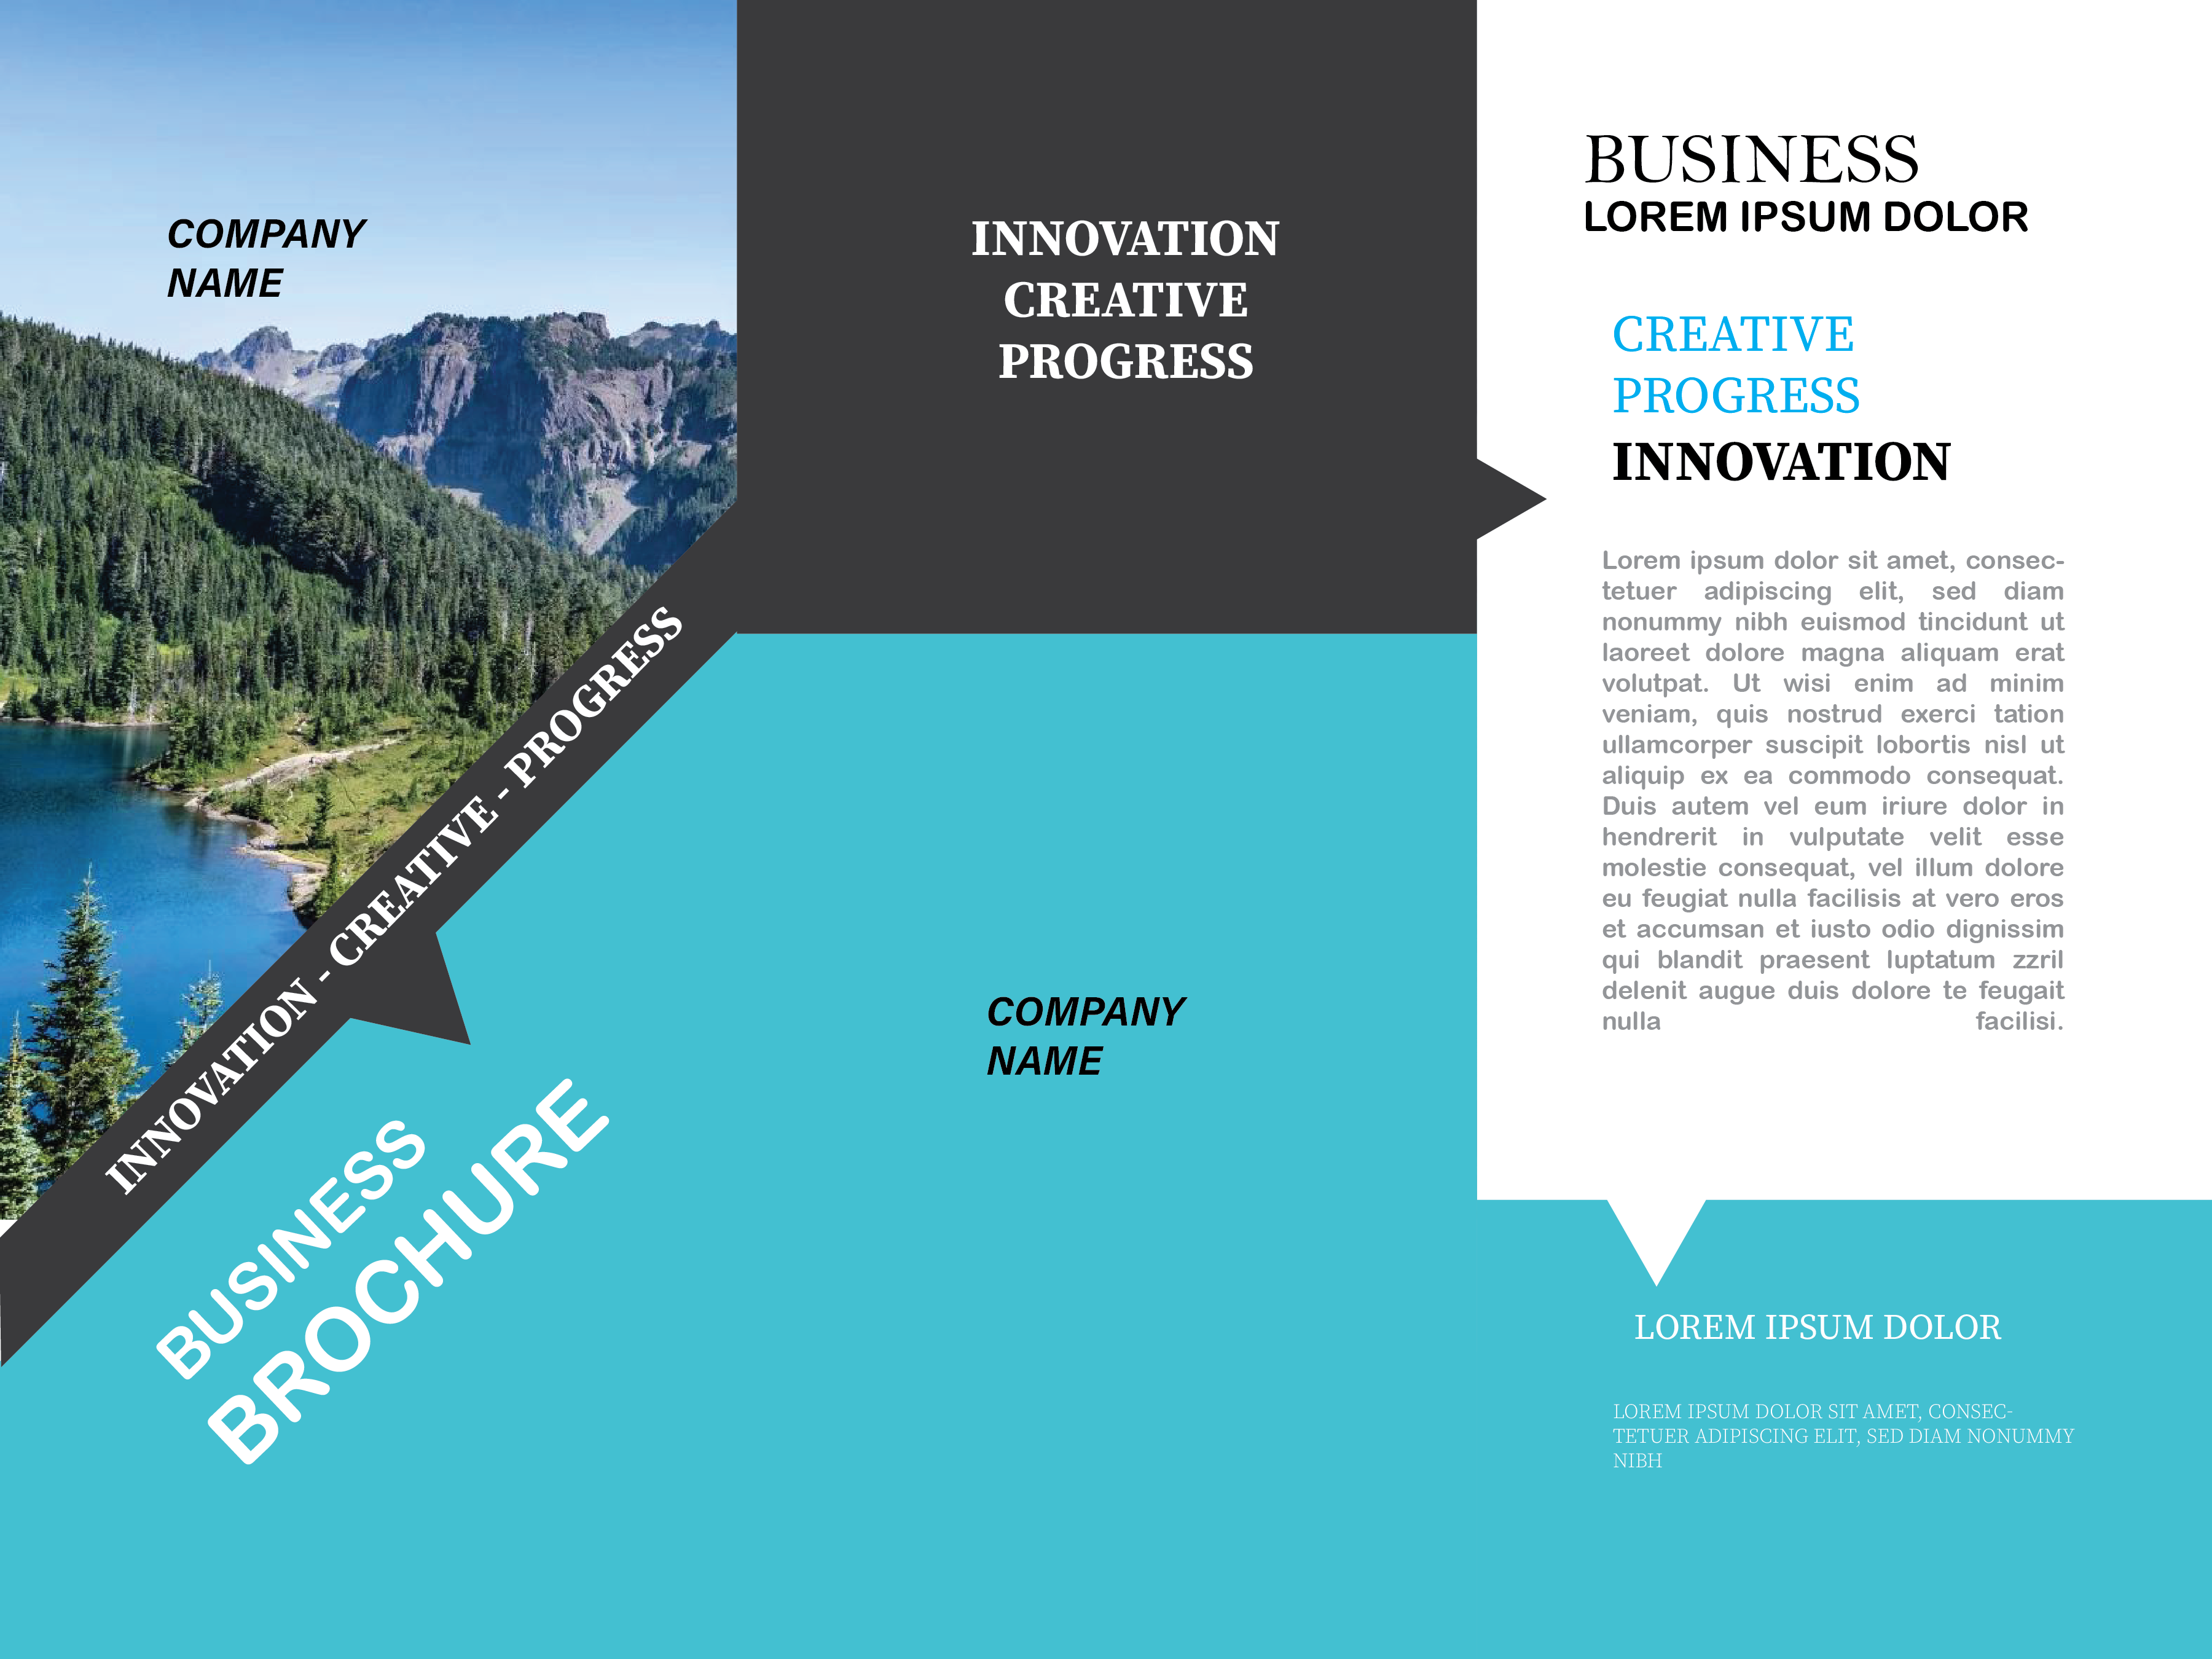 COMPANY
NAME
INNOVATION - CREATIVE - PROGRESS
BUSINESS
BROCHURE
INNOVATION
CREATIVE
PROGRESS
COMPANY
NAME
BUSINESS
LOREM IPSUM DOLOR
CREATIVE
PROGRESS
INNOVATION
Lorem ipsum dolor sit amet, consec-
tetuer adipiscing elit, sed diam
nonummy nibh euismod tincidunt ut
laoreet dolore magna aliquam erat
volutpat. Ut wisi enim ad minim
veniam, quis nostrud exerci tation
ullamcorper suscipit lobortis nisl ut
aliquip ex ea commodo consequat.
Duis autem vel eum iriure dolor in
hendrerit in vulputate velit esse
molestie consequat, vel illum dolore
eu feugiat nulla facilisis at vero eros
et accumsan et iusto odio dignissim
qui blandit praesent luptatum zzril
delenit augue duis dolore te feugait
nulla facilisi.
LOREM IPSUM DOLOR
LOREM IPSUM DOLOR SIT AMET, CONSEC-
TETUER ADIPISCING ELIT, SED DIAM NONUMMY
NIBH